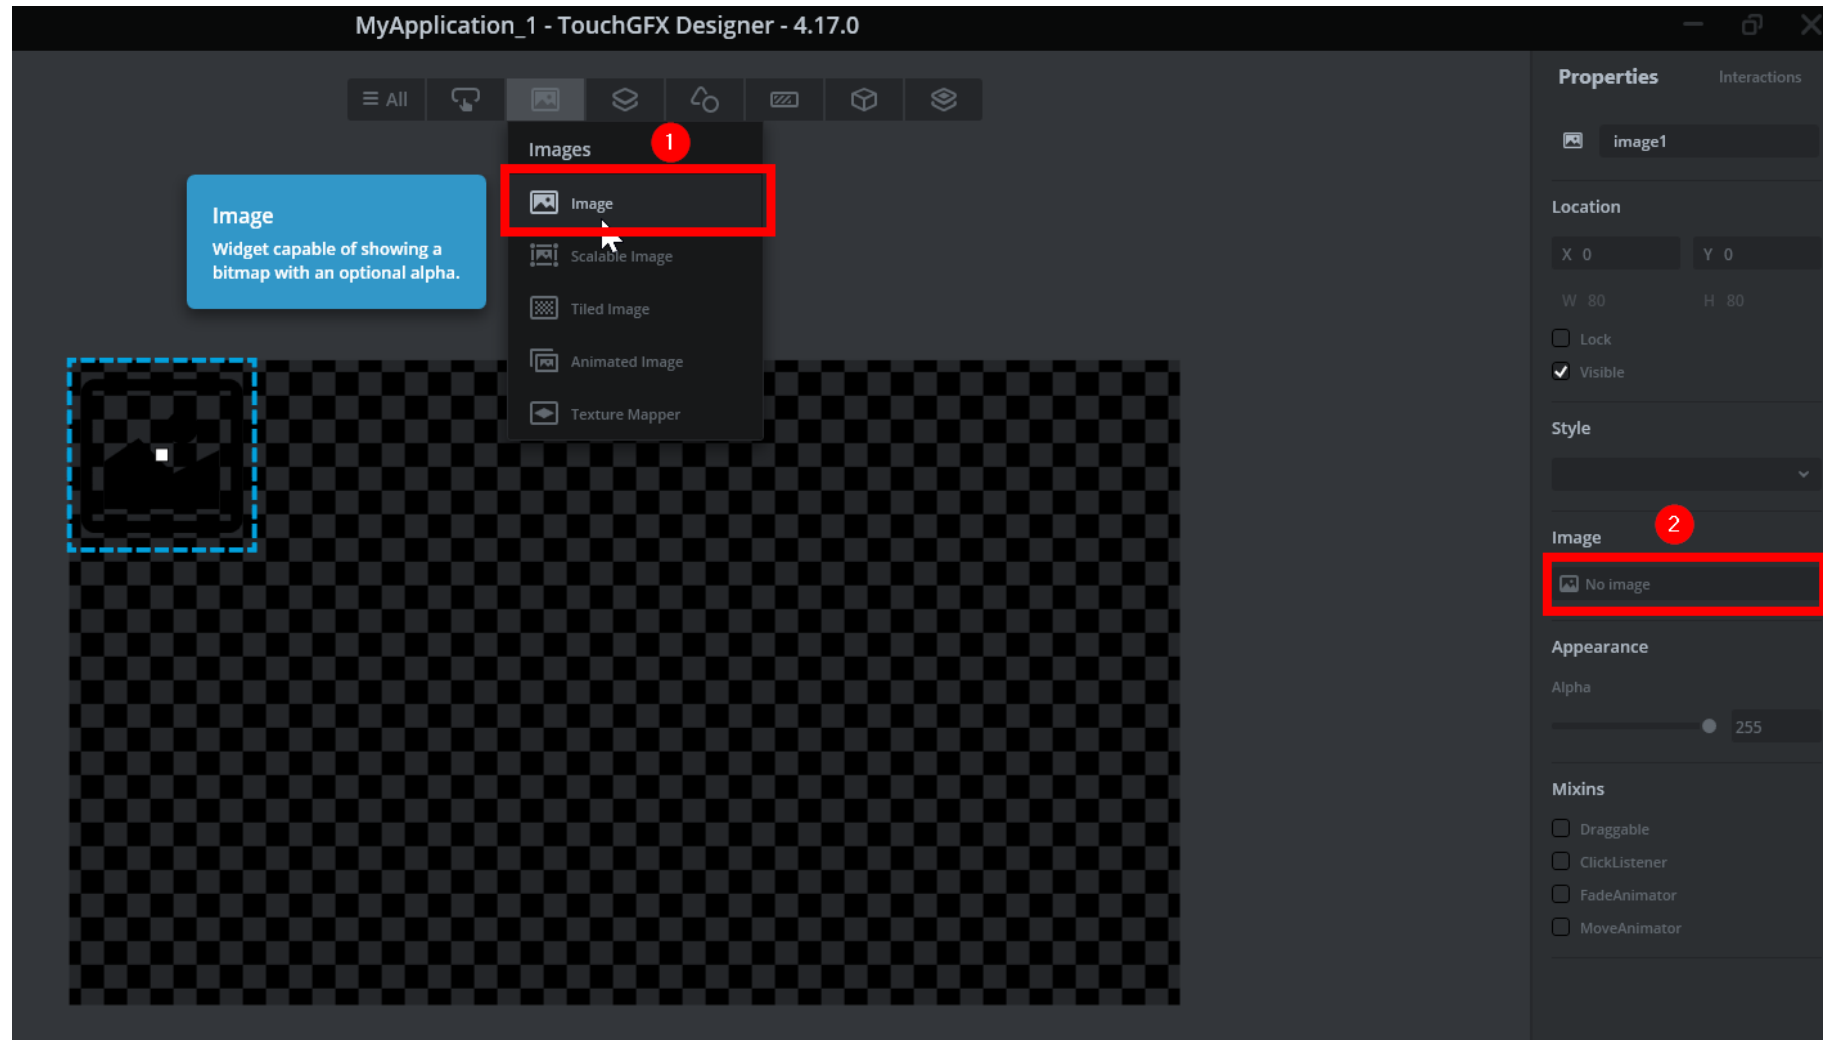 MyApplication_1 - TouchGFX Designer - 4.17.0
All
Images
1
Image
Scalable Image
Tiled Image
Animated Image
Texture Mapper
Image
Widget capable of showing a
bitmap with an optional alpha.
Properties
Interactions
image1
Location
X 0
Y 0
W 80
H 80
Lock
Visible
Style
Image
2
No image
Appearance
Alpha
255
Mixins
Draggable
ClickListener
FadeAnimator
MoveAnimator